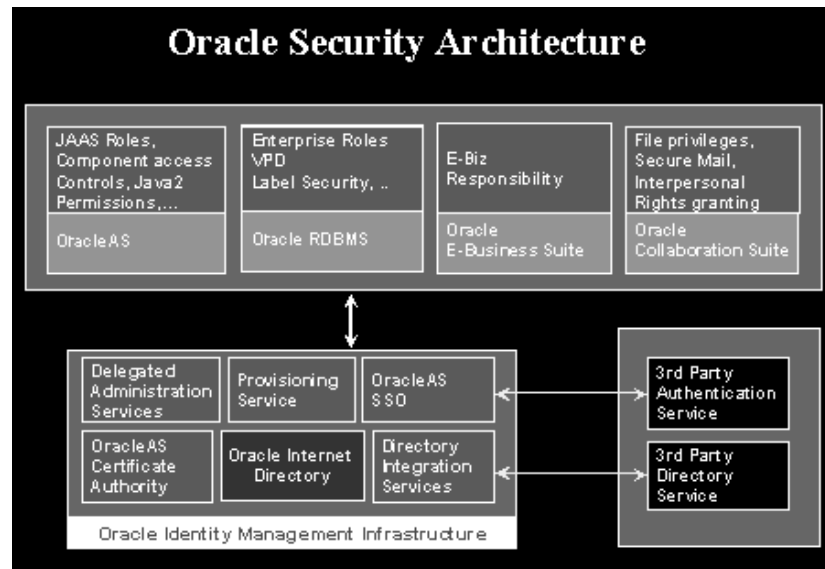 Oracle Security Architecture
JAAS Roles,
Component access
Controls, Java2
Permissions,...
OracleAS
Enterprise Roles
VPD
Label Security, ..
Oracle RDBMS
E-Biz
Responsibility
Oracle
E-Business Suite
File privileges,
Secure Mail,
Interpersonal
Rights granting
Oracle
Collaboration Suite
Delegated
Administration
Services
Provisioning
Service
OracleAS
SSO
OracleAS
Certificate
Authority
Oracle Internet
Directory
Directory
Integration
Services
Oracle Identity Management Infrastructure
3rd Party
Authentication
Service
3rd Party
Directory
Service